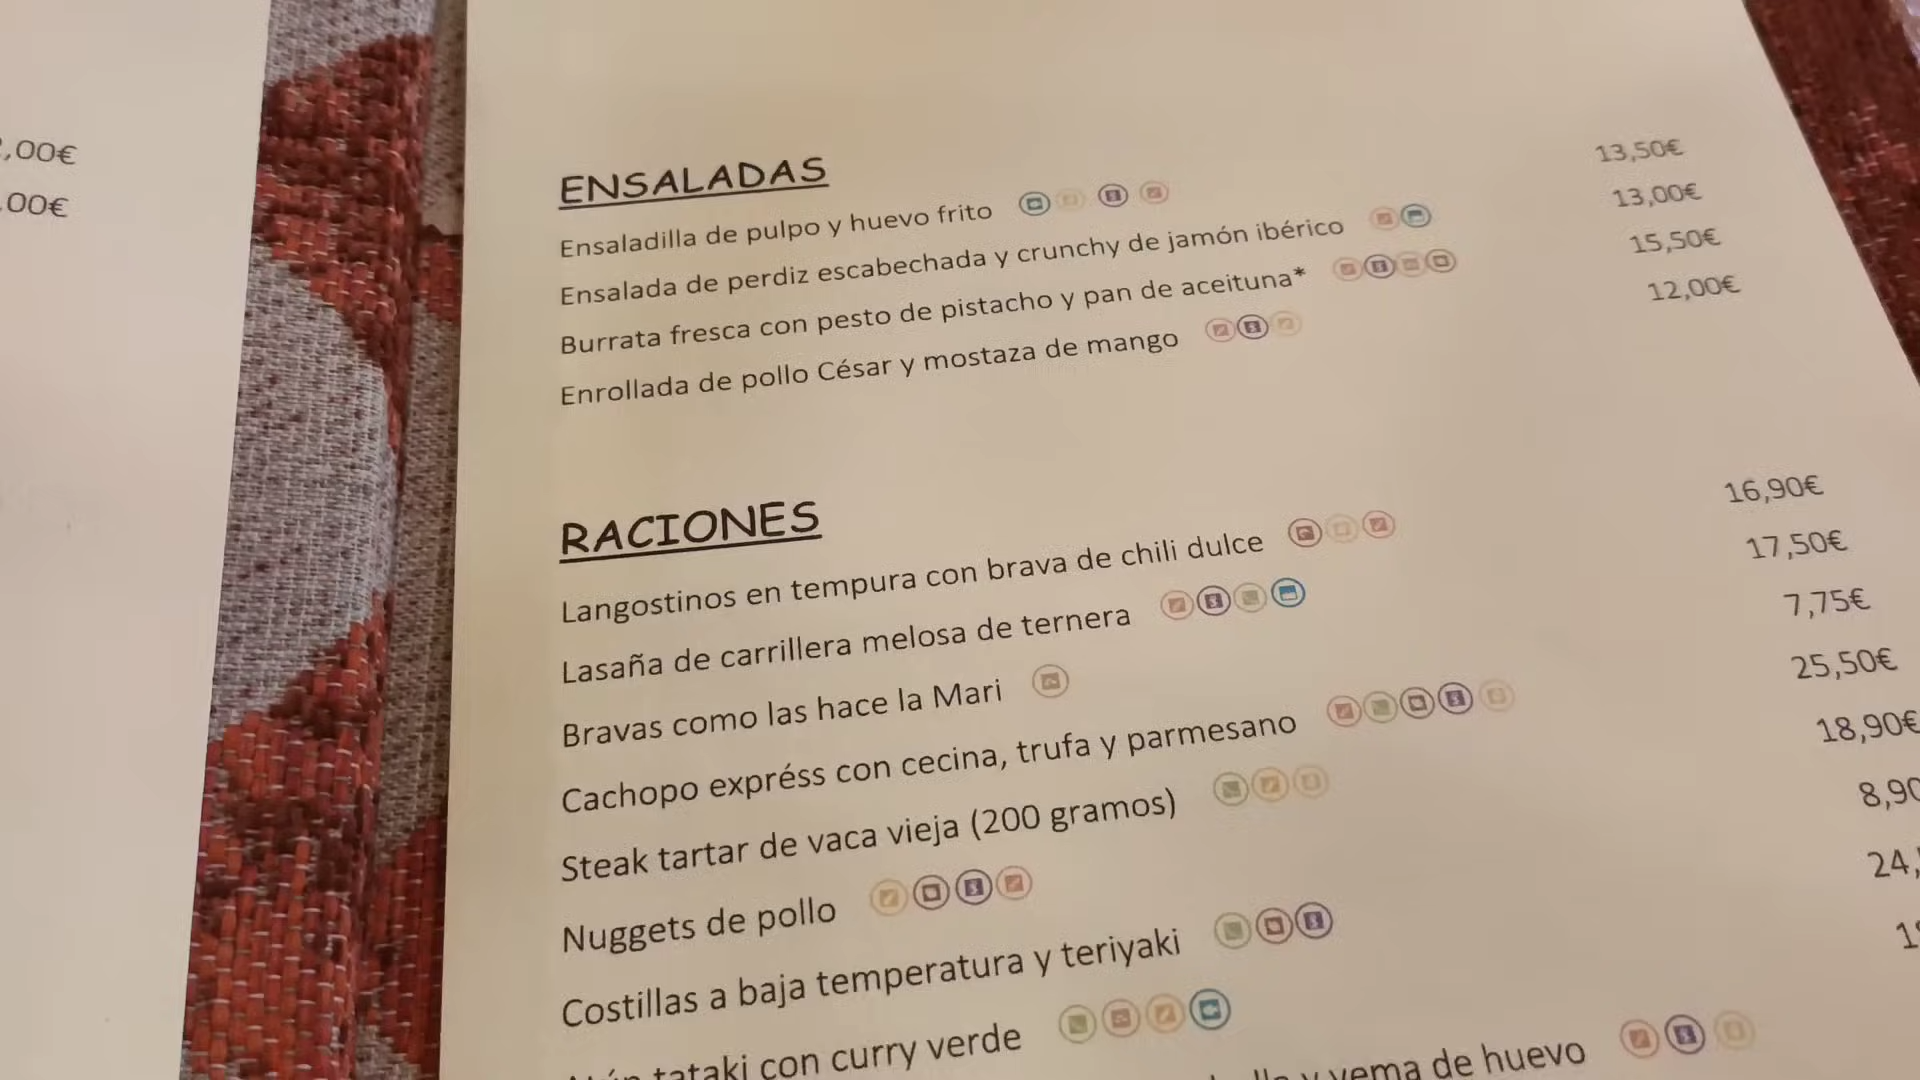 ,00€
,00€
ENSALADAS
Ensaladilla de pulpo y huevo frito 13,50€
Ensalada de perdiz escabechada y crunchy de jamón ibérico 13,00€
Burrata fresca con pesto de pistacho y pan de aceituna* 15,50€
Enrollada de pollo César y mostaza de mango 12,00€
RACIONES
Langostinos en tempura con brava de chili dulce 16,90€
Lasaña de carrillera melosa de ternera 17,50€
Bravas como las hace la Mari 7,75€
Cachopo expréss con cecina, trufa y parmesano 25,50€
Steak tartar de vaca vieja (200 gramos) 18,90€
Nuggets de pollo 8,90
Costillas a baja temperatura y teriyaki 24,
tataki con curry verde
y yema de huevo